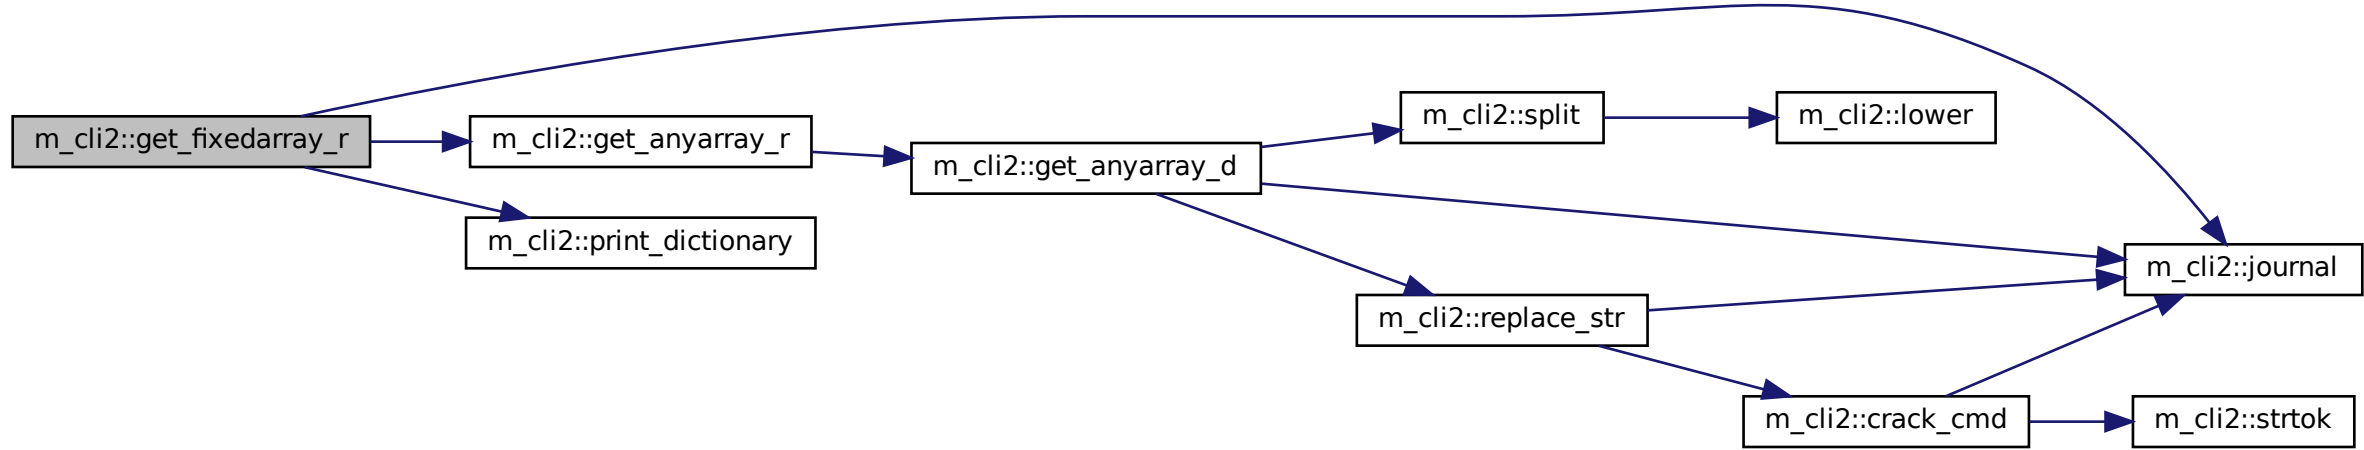 m_cli2::get_fixedarray_r
m_cli2::get_anyarray_r
m_cli2::print_dictionary
m_cli2::get_anyarray_d
m_cli2::split
m_cli2::lower
m_cli2::replace_str
m_cli2::journal
m_cli2::crack_cmd
m_cli2::strtok